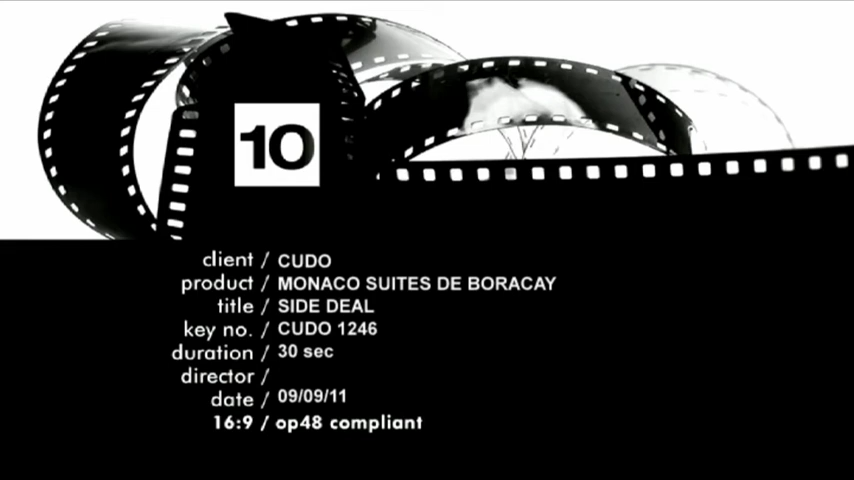 10
client / CUDO
product / MONACO SUITES DE BORACAY
title / SIDE DEAL
key no. / CUDO 1246
duration / 30 sec
director /
date / 09/09/11
16:9 / op48 compliant